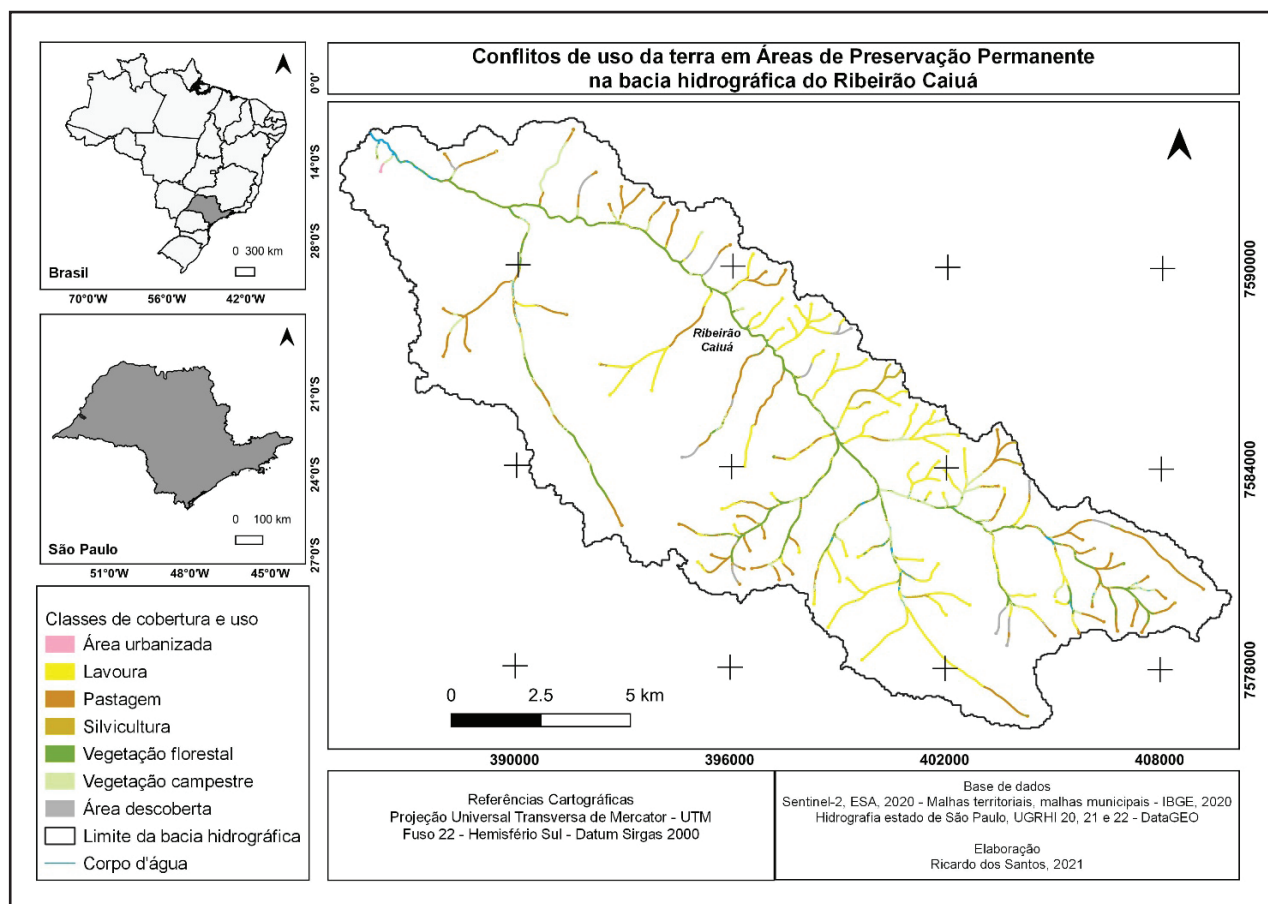 Conflitos de uso da terra em Áreas de Preservação Permanente
na bacia hidrográfica do Ribeirão Caiuá
0°0'
14°0'S
28°0'S
0 300 km
Brasil
70°0'W 56°0'W 42°0'W
21°0'S
24°0'S
27°0'S
0 100 km
São Paulo
51°0'W 48°0'W 45°0'W
Classes de cobertura e uso
Área urbanizada
Lavoura
Pastagem
Silvicultura
Vegetação florestal
Vegetação campestre
Área descoberta
Limite da bacia hidrográfica
Corpo d'água
Ribeirão
Caiuá
0 2.5 5 km
7590000
7584000
7578000
390000 396000 402000 408000
Referências Cartográficas
Projeção Universal Transversa de Mercator - UTM
Fuso 22 - Hemisfério Sul - Datum Sirgas 2000
Base de dados
Sentinel-2, ESA, 2020 - Malhas territoriais, malhas municipais - IBGE, 2020
Hidrografia estado de São Paulo, UGRHI 20, 21 e 22 - DataGEO
Elaboração
Ricardo dos Santos, 2021